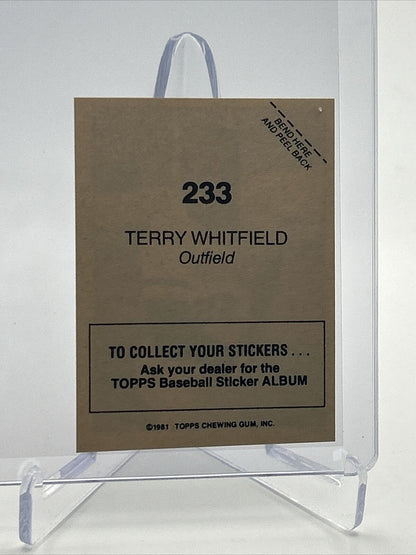 BEND HERE
AND PEEL BACK
233
TERRY WHITFIELD
Outfield
TO COLLECT YOUR STICKERS...
Ask your dealer for the
TOPPS Baseball Sticker ALBUM
©1981 TOPPS CHEWING GUM, INC.